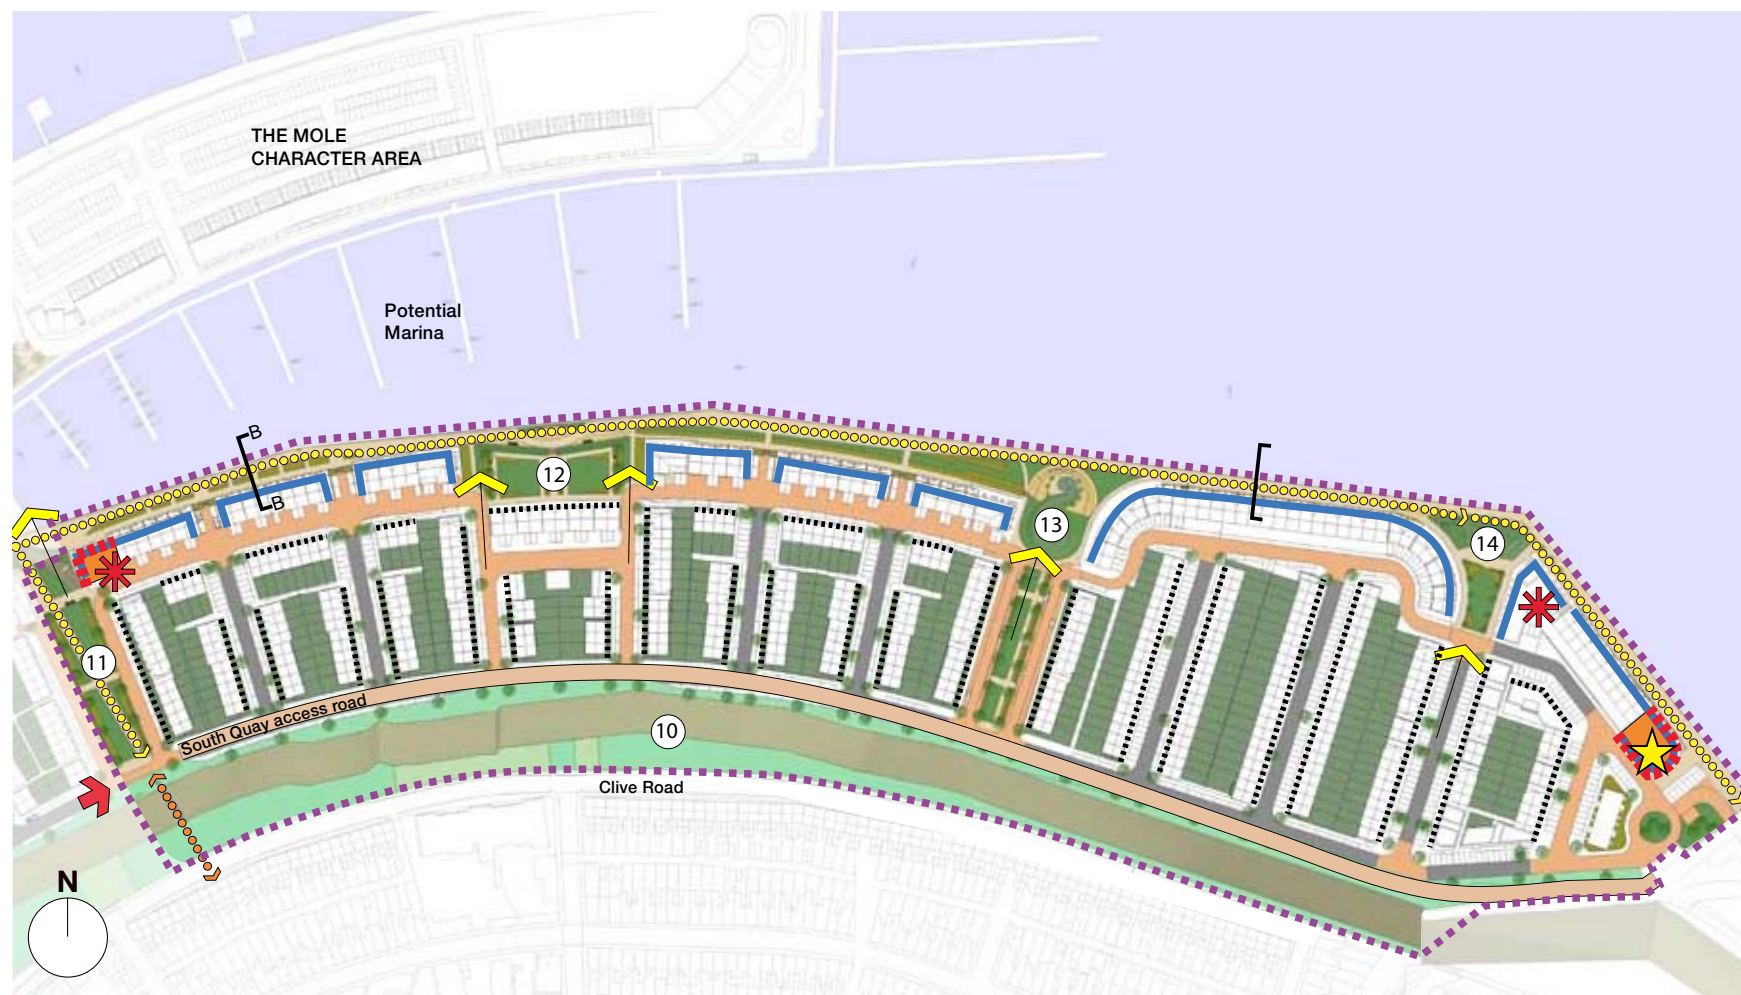 THE MOLE
CHARACTER AREA
Potential
Marina
B
B
12
13
14
11
South Quay access road
10
Clive Road
N